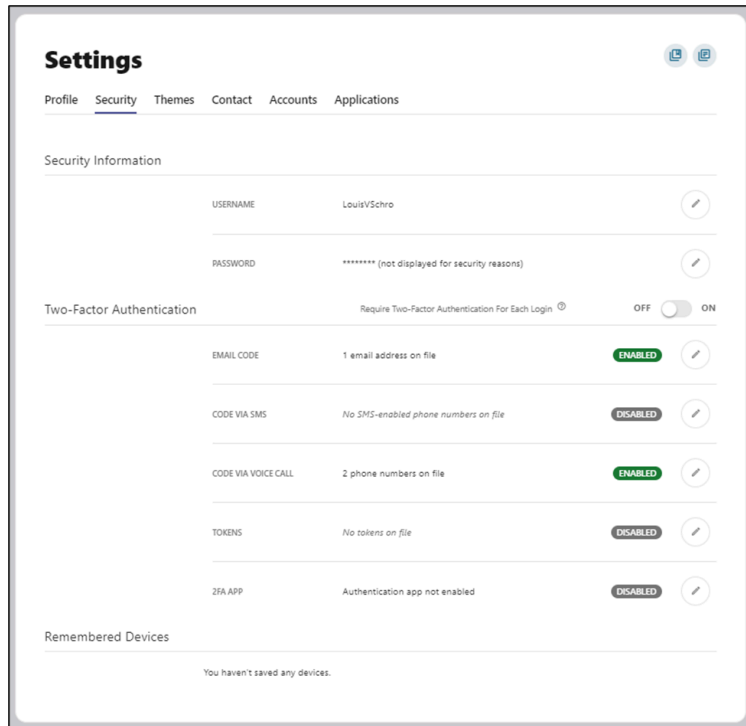 Settings
Profile Security Themes Contact Accounts Applications
Security Information
USERNAME LouisVSchro
PASSWORD ******** (not displayed for security reasons)
Two-Factor Authentication Require Two-Factor Authentication For Each Login ? OFF ON
EMAIL CODE 1 email address on file ENABLED
CODE VIA SMS No SMS-enabled phone numbers on file DISABLED
CODE VIA VOICE CALL 2 phone numbers on file ENABLED
TOKENS No tokens on file DISABLED
2FA APP Authentication app not enabled DISABLED
Remembered Devices
You haven't saved any devices.